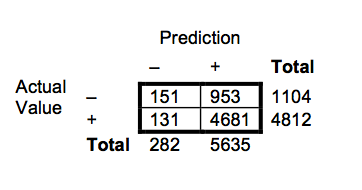 Prediction
– + Total
Actual Value
– 151 953 1104
+ 131 4681 4812
Total 282 5635